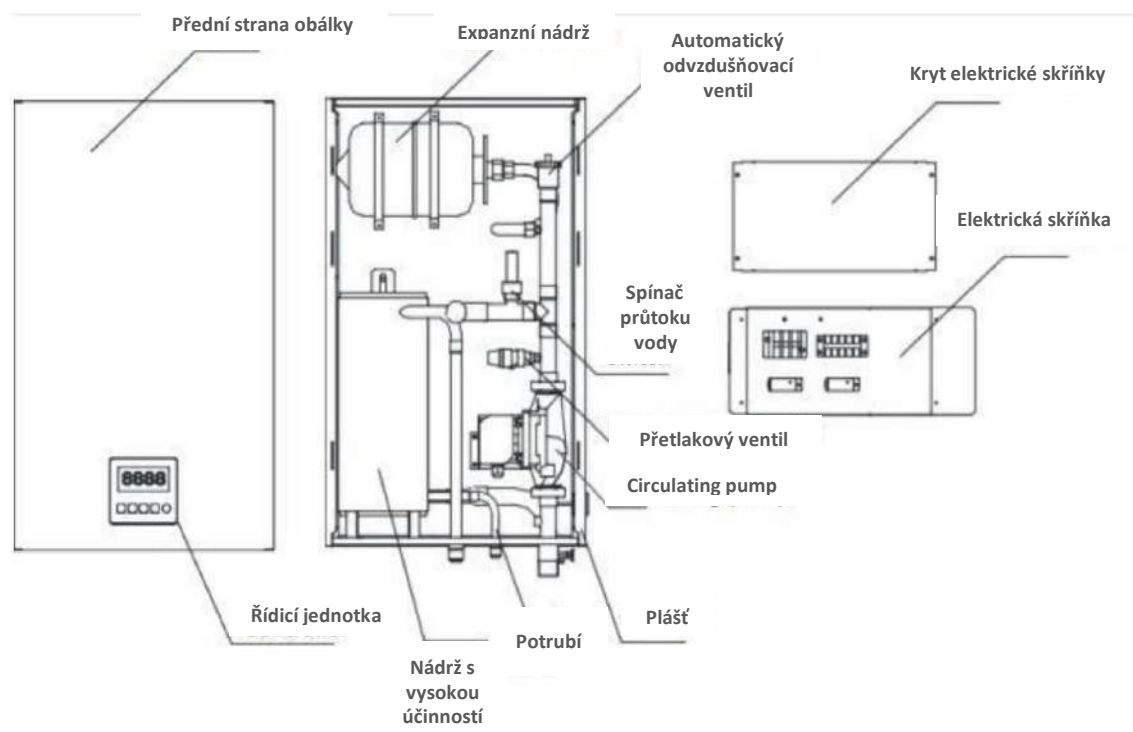 Přední strana obálky
Expanzní nádrž
Automatický
odvzdušňovací
ventil
Kryt elektrické skříňky
Elektrická skříňka
Spínač
průtoku
vody
Přetlakový ventil
Circulating pump
8888
Řídicí jednotka
Potrubí
Plášť
Nádrž s
vysokou
účinností